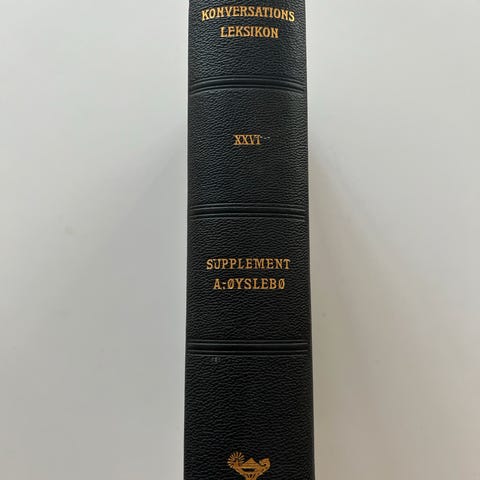 KONVERSATIONS
LEKSIKON
XXVI
SUPPLEMENT
A-ØYSLEBØ